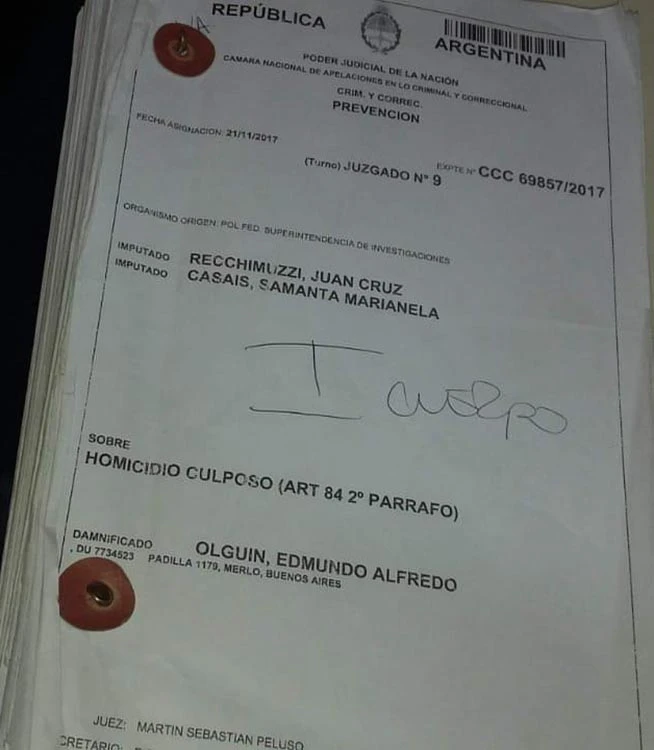 REPÚBLICA
ARGENTINA
PODER JUDICIAL DE LA NACIÓN
CAMARA NACIONAL DE APELACIONES EN LO CRIMINAL Y CORRECCIONAL
CRIM. Y CORREC.
PREVENCION
FECHA ASIGNACION: 21/11/2017
EXPTE N° CCC 69857/2017
(Turno) JUZGADO N° 9
ORGANISMO ORIGEN: POL FED. SUPERINTENDENCIA DE INVESTIGACIONES
IMPUTADO RECCHIMUZZI, JUAN CRUZ
IMPUTADO CASAIS, SAMANTA MARIANELA
I cuerpo
SOBRE
HOMICIDIO CULPOSO (ART 84 2º PARRAFO)
DAMNIFICADO OLGUIN, EDMUNDO ALFREDO
, DU 7734523 PADILLA 1179, MERLO, BUENOS AIRES
JUEZ: MARTIN SEBASTIAN PELUSO
CRETARIO: